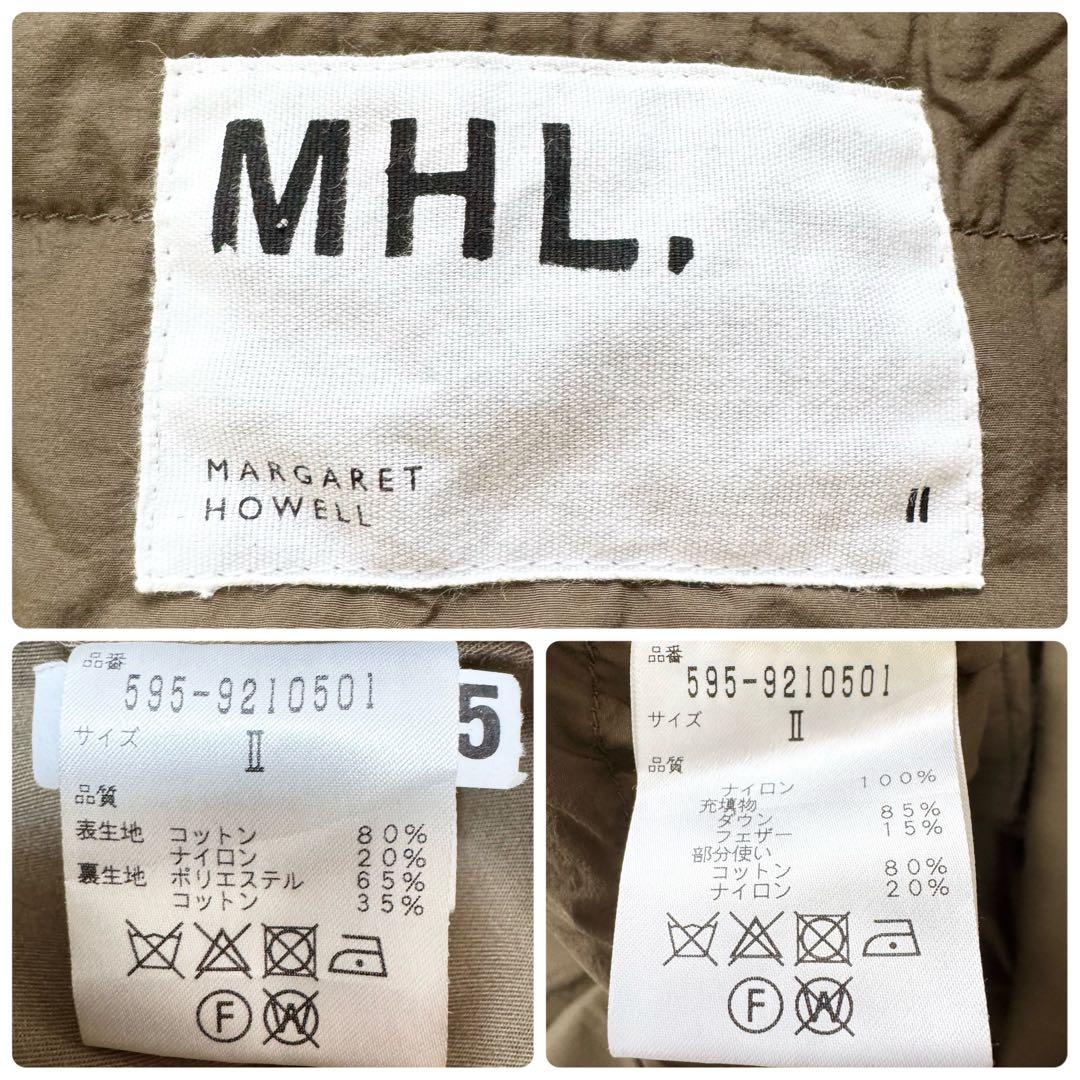 MHL.
MARGARET
HOWELL
II
品番
595-9210501
サイズ
Ⅱ
5
品質
表生地 コットン 80%
ナイロン 20%
裏生地 ポリエステル 65%
コットン 35%
F W
品番
595-9210501
サイズ
Ⅱ
品質
ナイロン 100%
充填物
ダウン 85%
フェザー 15%
部分使い
コットン 80%
ナイロン 20%
F W